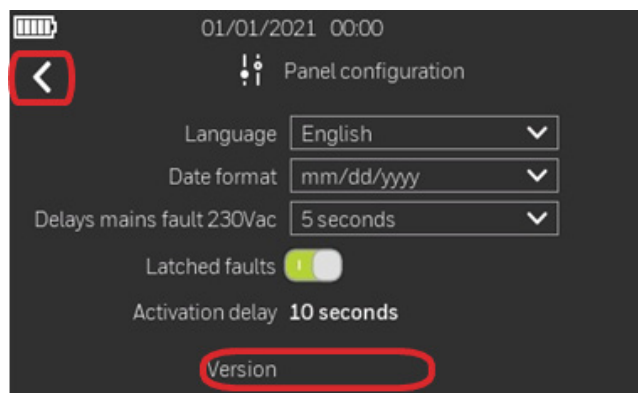 01/01/2021 00:00
Panel configuration
Language English
Date format mm/dd/yyyy
Delays mains fault 230Vac 5 seconds
Latched faults
Activation delay 10 seconds
Version